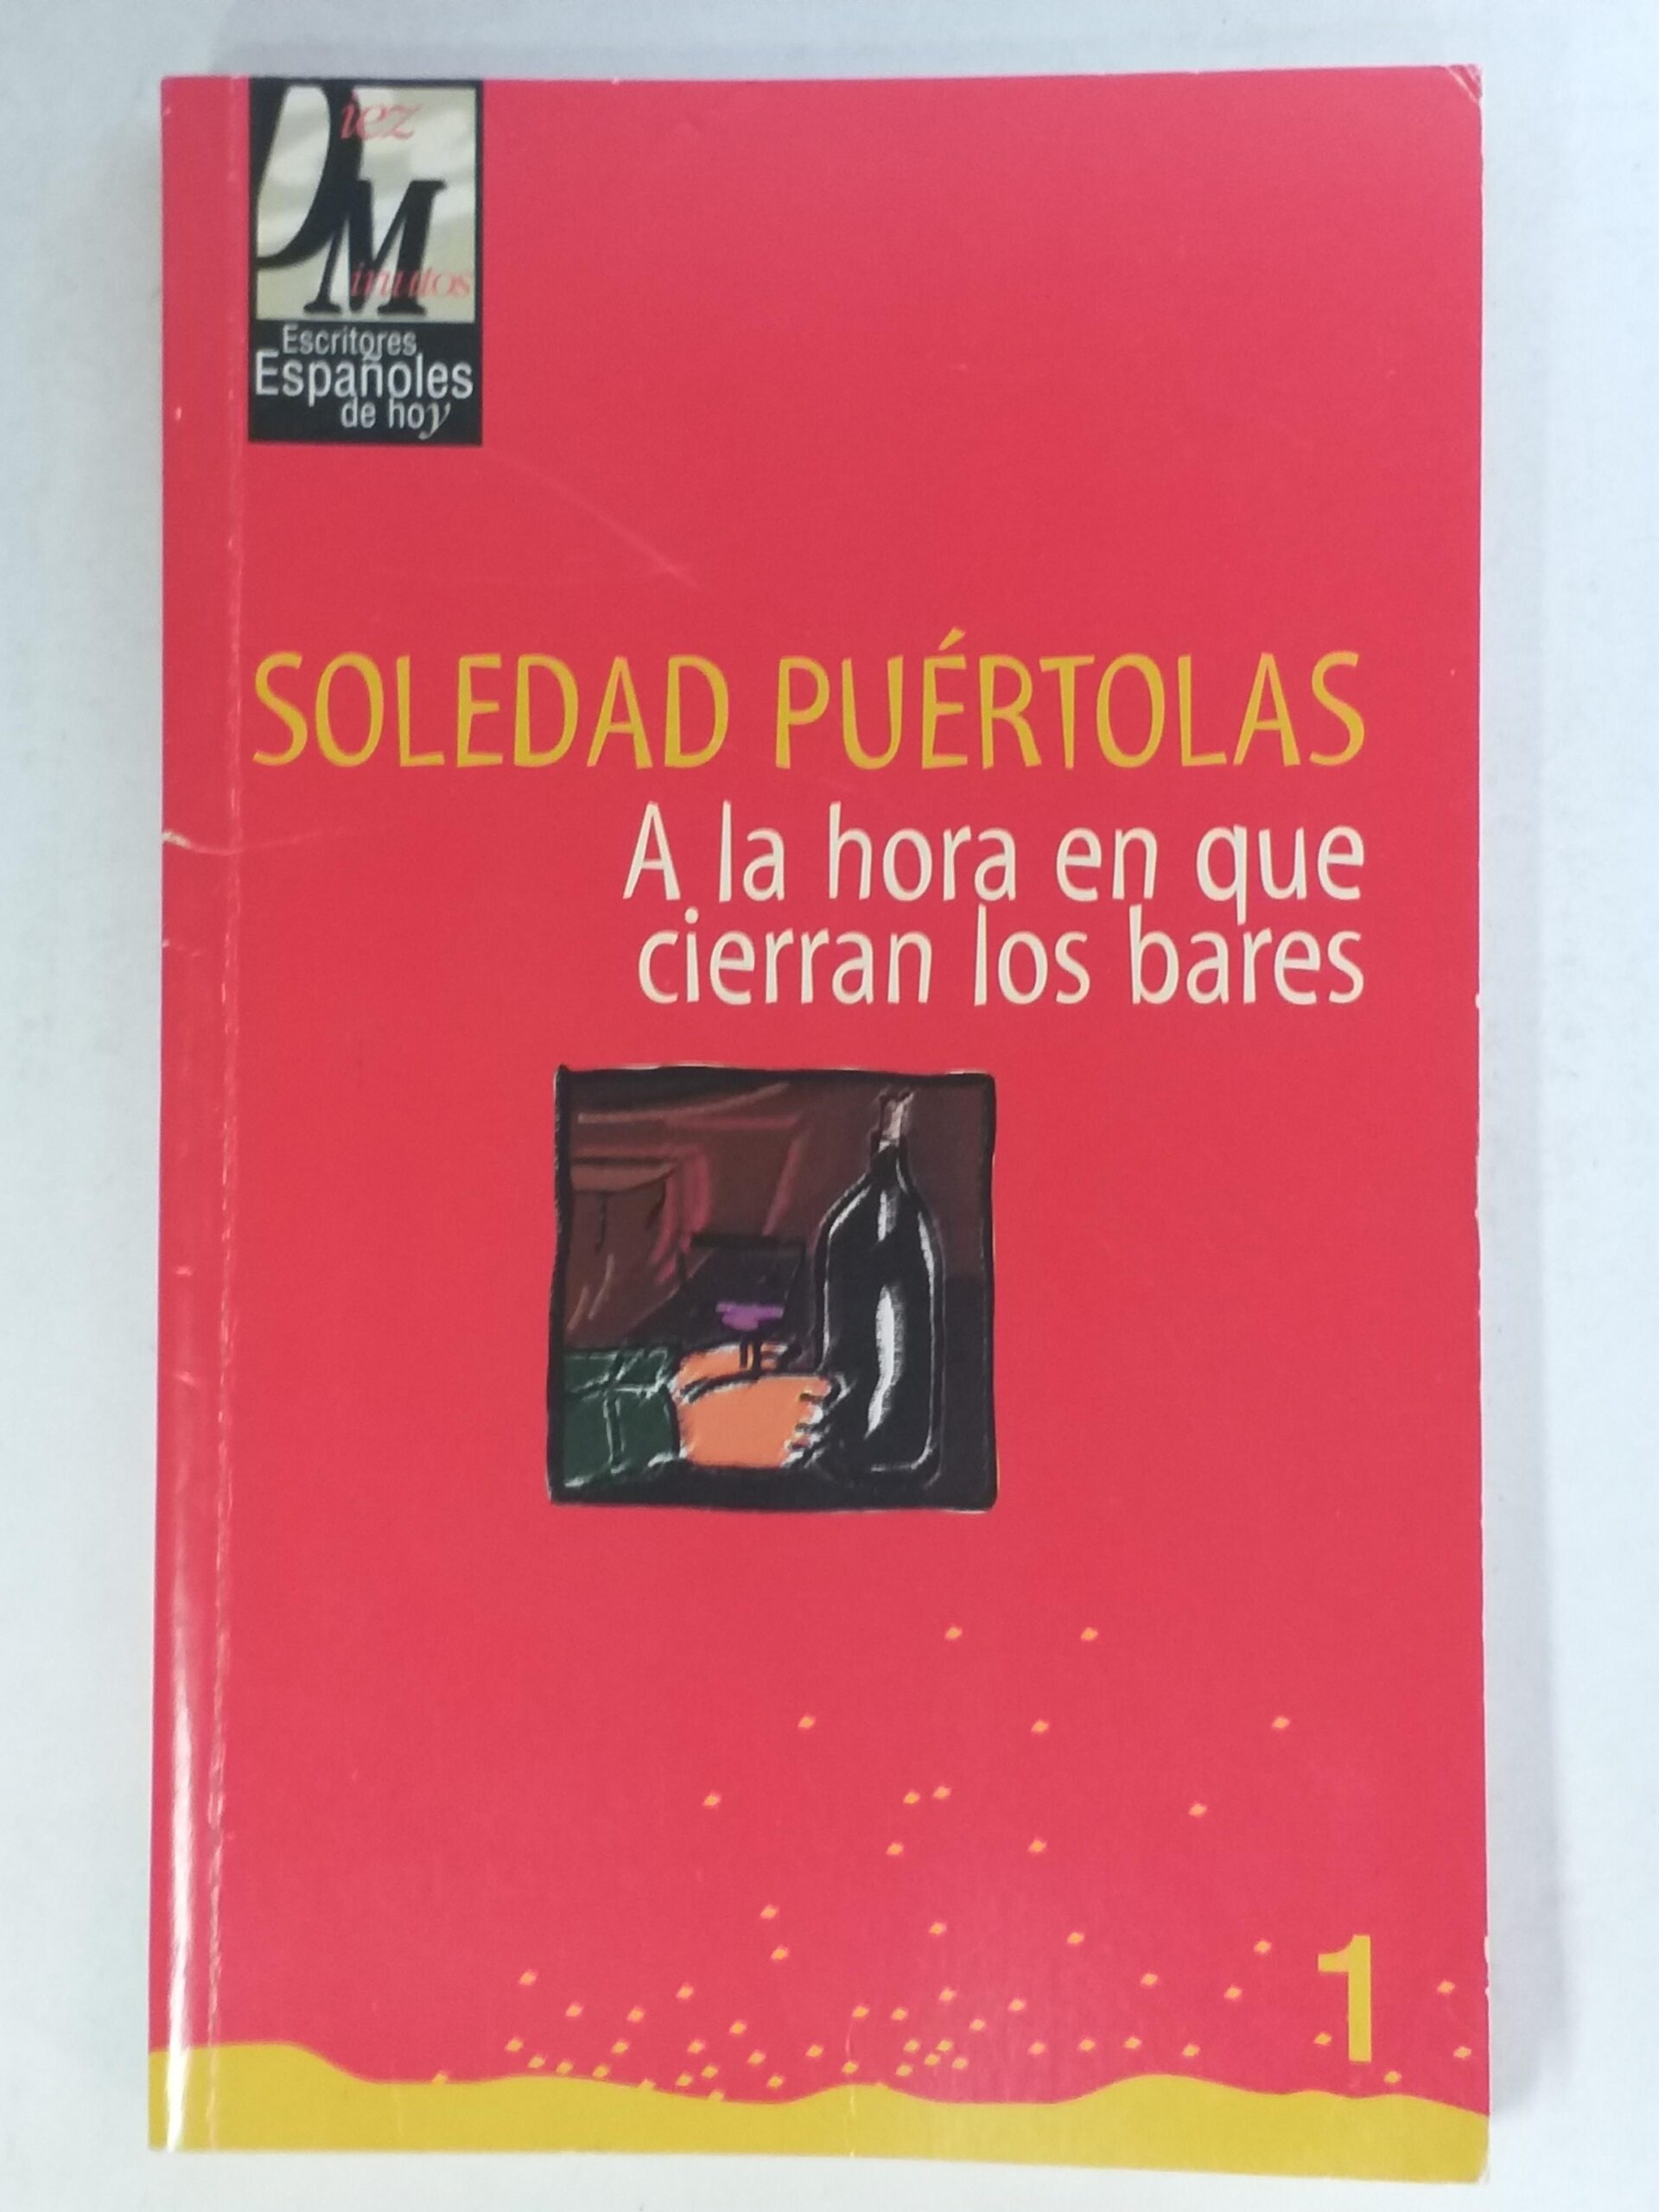 Diez
Minutos
Escritores
Españoles
de hoy
SOLEDAD PUÉRTOLAS
A la hora en que
cierran los bares
1